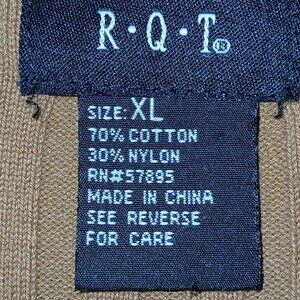 R·Q·T®
SIZE: XL
70% COTTON
30% NYLON
RN#57895
MADE IN CHINA
SEE REVERSE
FOR CARE